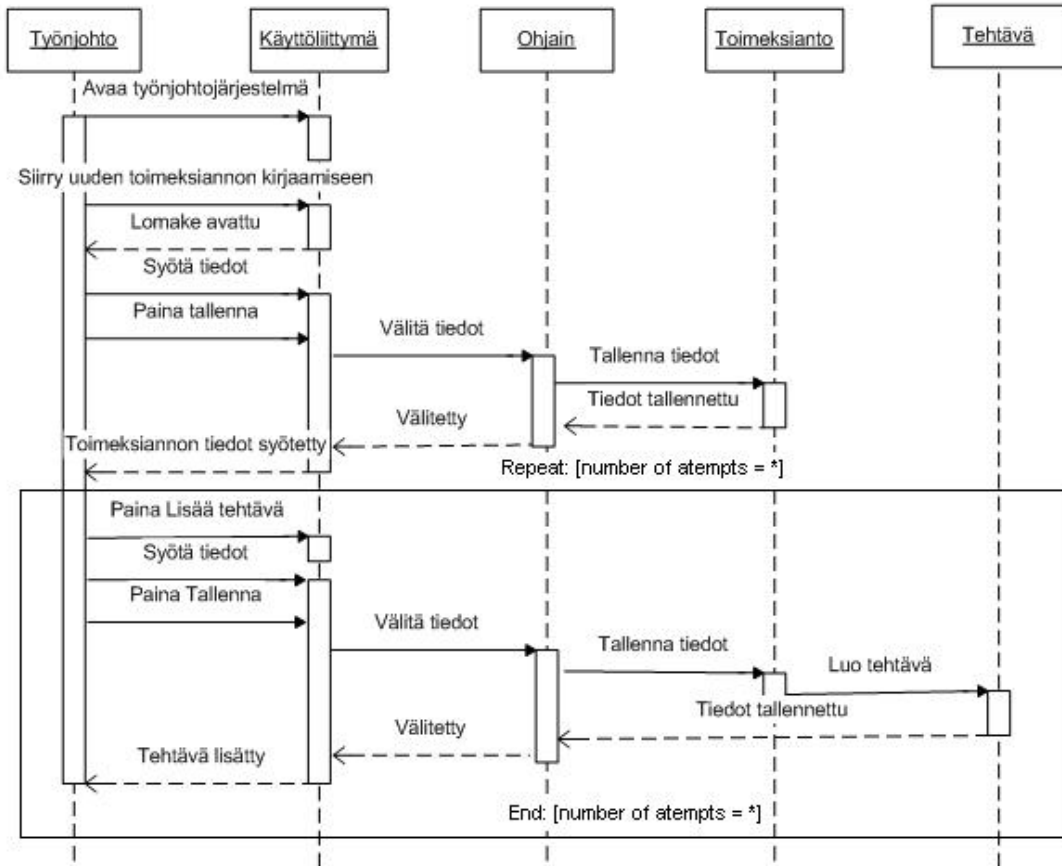 Työnjohto
Käyttöliittymä
Ohjain
Toimeksianto
Tehtävä
Avaa työnjohtojärjestelmä
Siirry uuden toimeksiannon kirjaamiseen
Lomake avattu
Syötä tiedot
Paina tallenna
Välitä tiedot
Tallenna tiedot
Tiedot tallennettu
Välitetty
Toimeksiannon tiedot syötetty
Repeat: [number of atempts = *]
Paina Lisää tehtävä
Syötä tiedot
Paina Tallenna
Välitä tiedot
Tallenna tiedot
Luo tehtävä
Tiedot tallennettu
Välitetty
Tehtävä lisätty
End: [number of atempts = *]